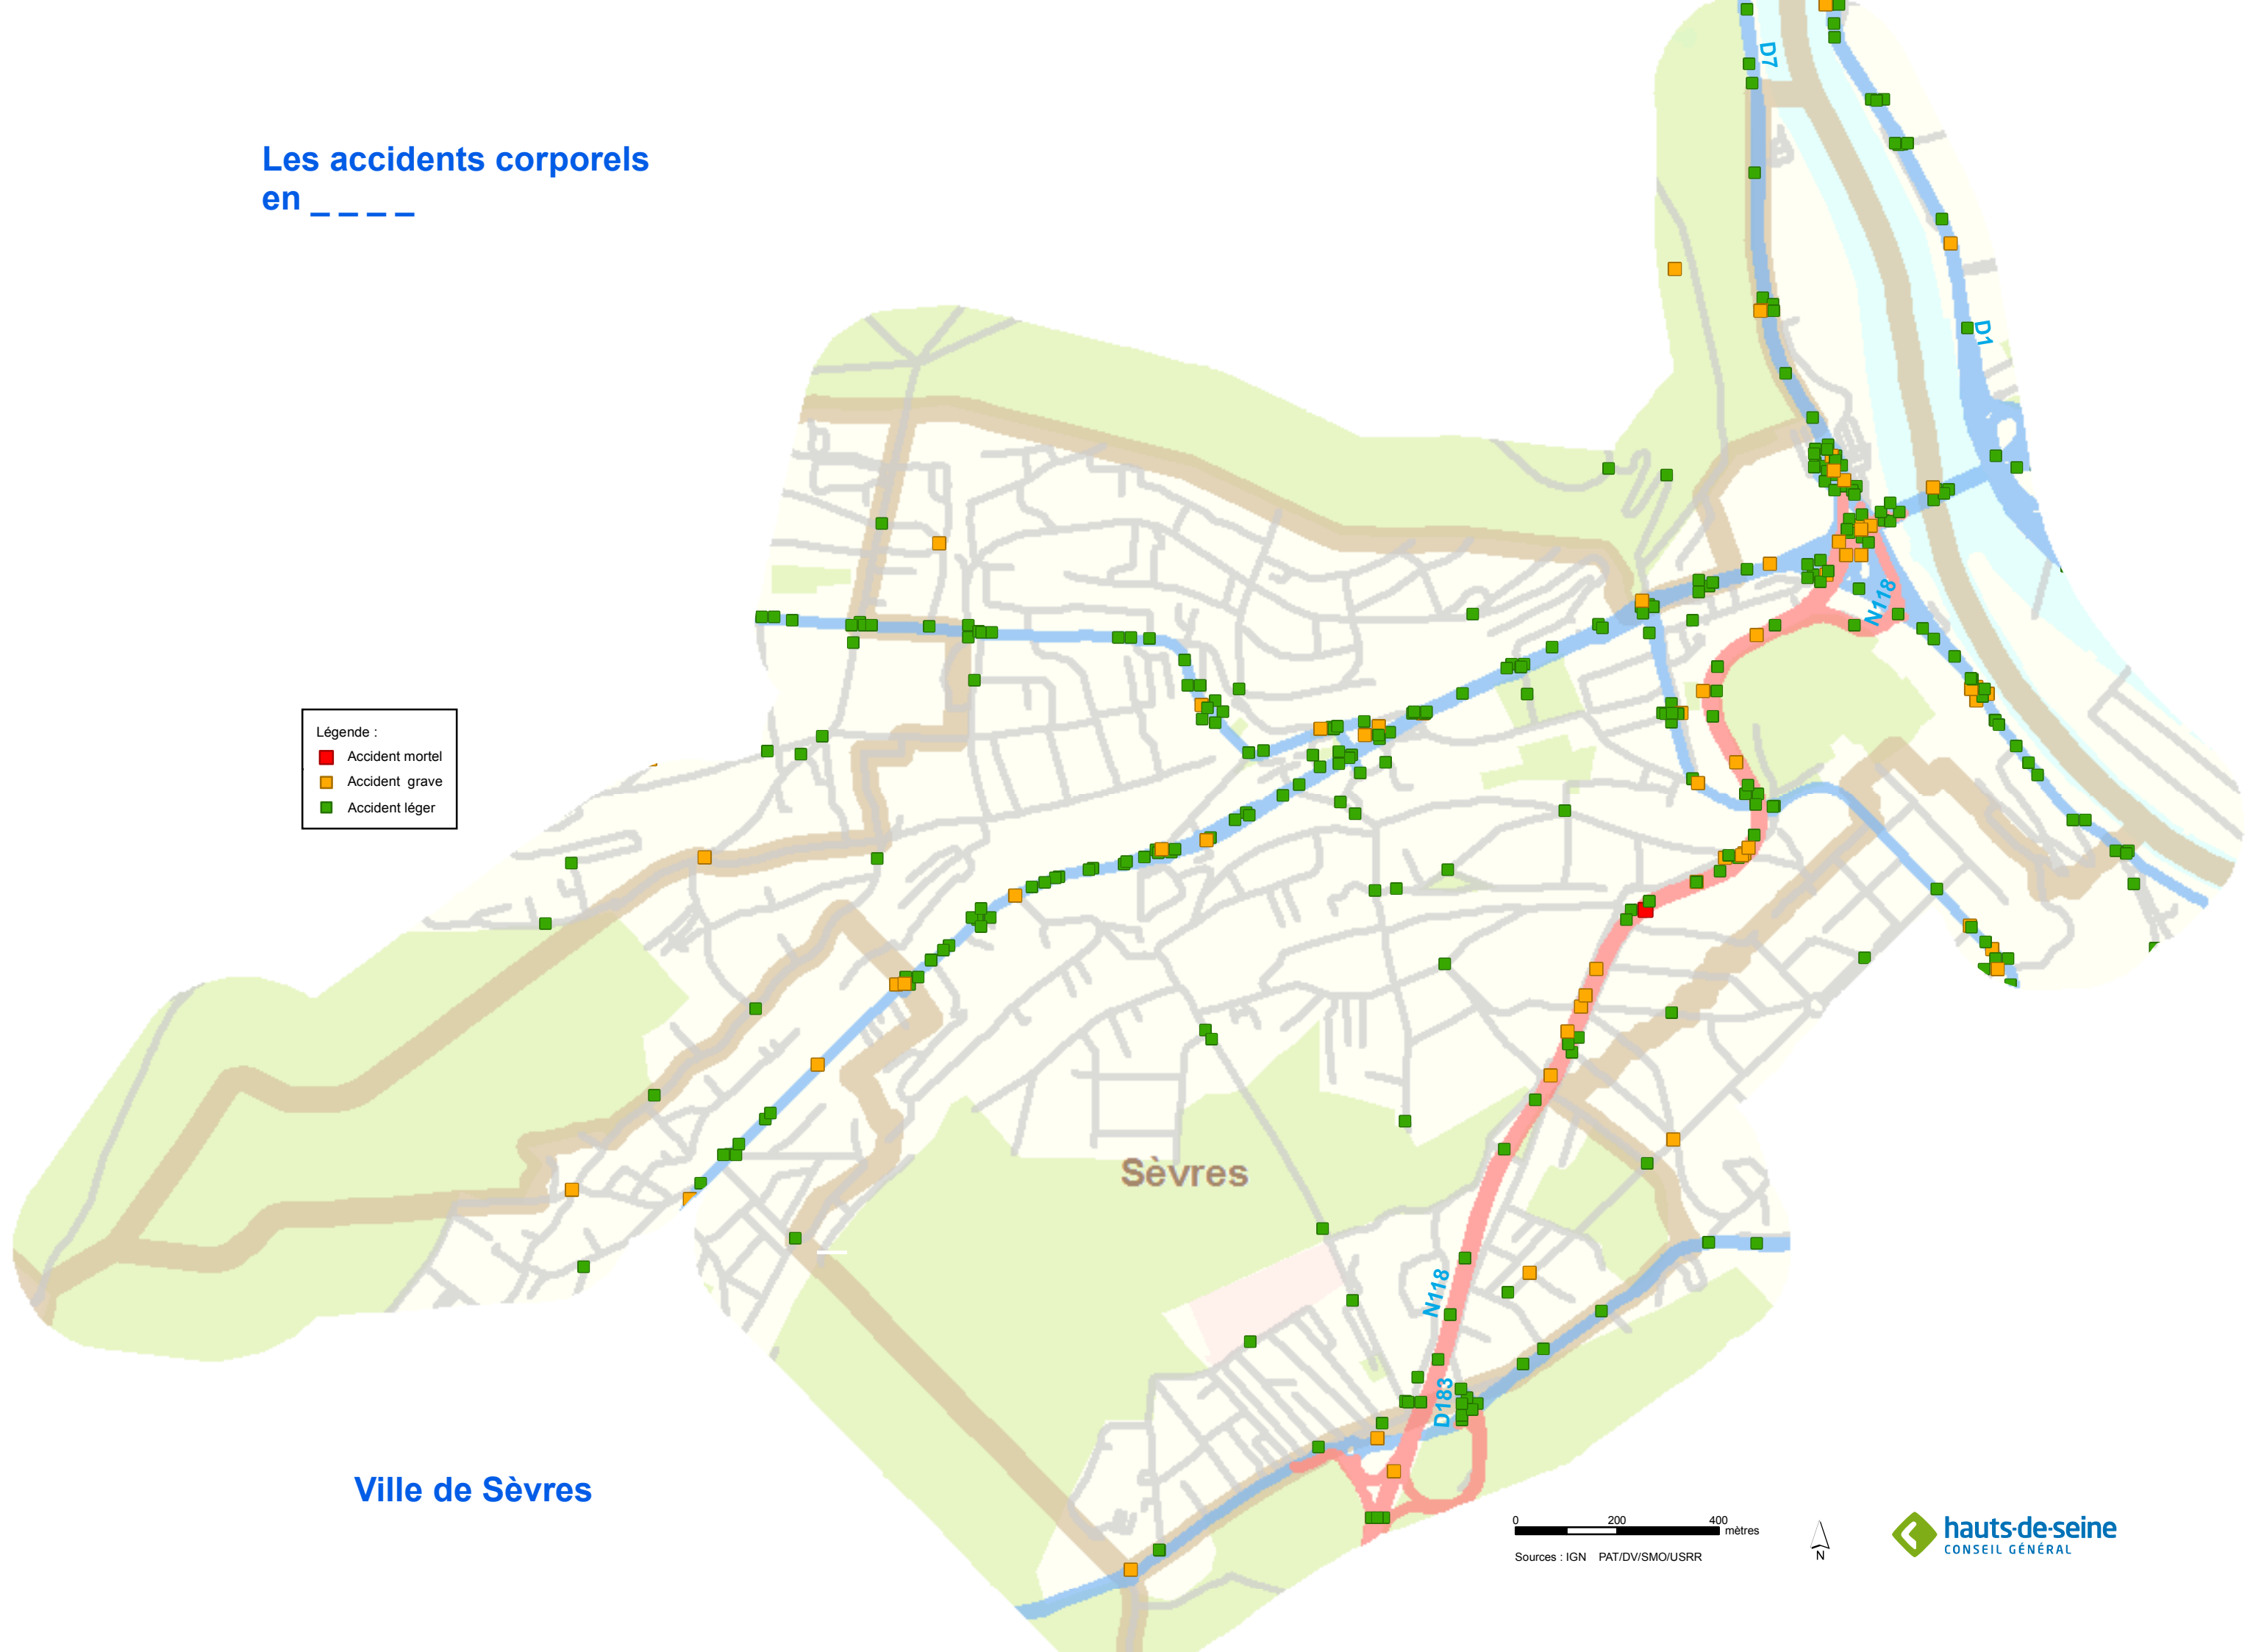 D7
Les accidents corporels
en _ _ _ _
D1
N118
Légende :
Accident mortel
Accident grave
Accident léger
Sèvres
N118
D183
Ville de Sèvres
0 200 400
mètres
Sources : IGN PAT/DV/SMO/USRR
N
hauts-de-seine
CONSEIL GÉNÉRAL